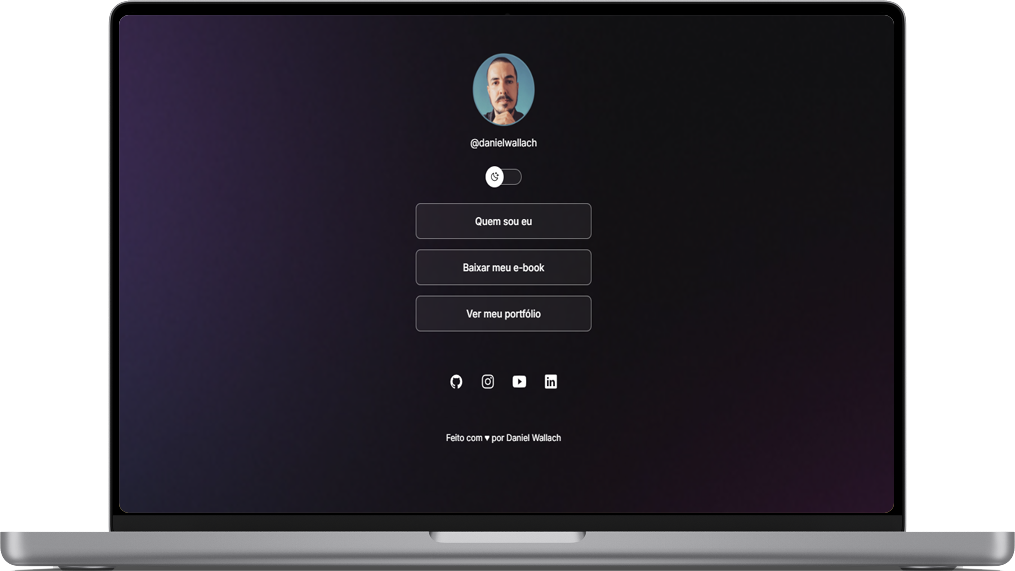 @danielwallach
Quem sou eu
Baixar meu e-book
Ver meu portfólio
Feito com ♥ por Daniel Wallach